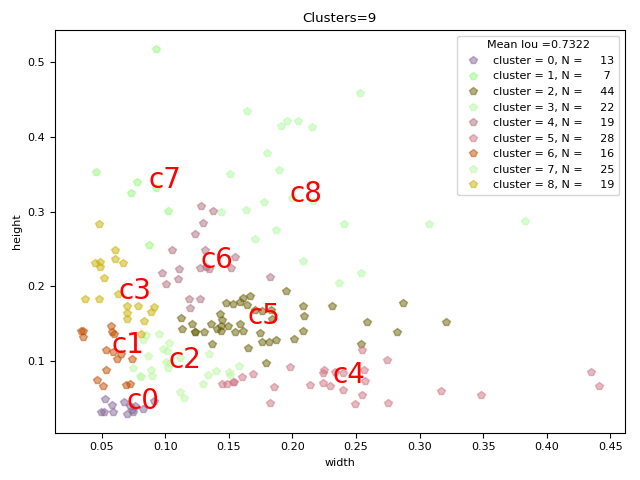 Clusters=9
Mean Iou =0.7322
cluster = 0, N = 13
cluster = 1, N = 7
cluster = 2, N = 44
cluster = 3, N = 22
cluster = 4, N = 19
cluster = 5, N = 28
cluster = 6, N = 16
cluster = 7, N = 25
cluster = 8, N = 19
0.5
0.4
0.3
0.2
0.1
height
c7
c8
c6
c3
c5
c1
c2
c4
c0
0.05 0.10 0.15 0.20 0.25 0.30 0.35 0.40 0.45
width